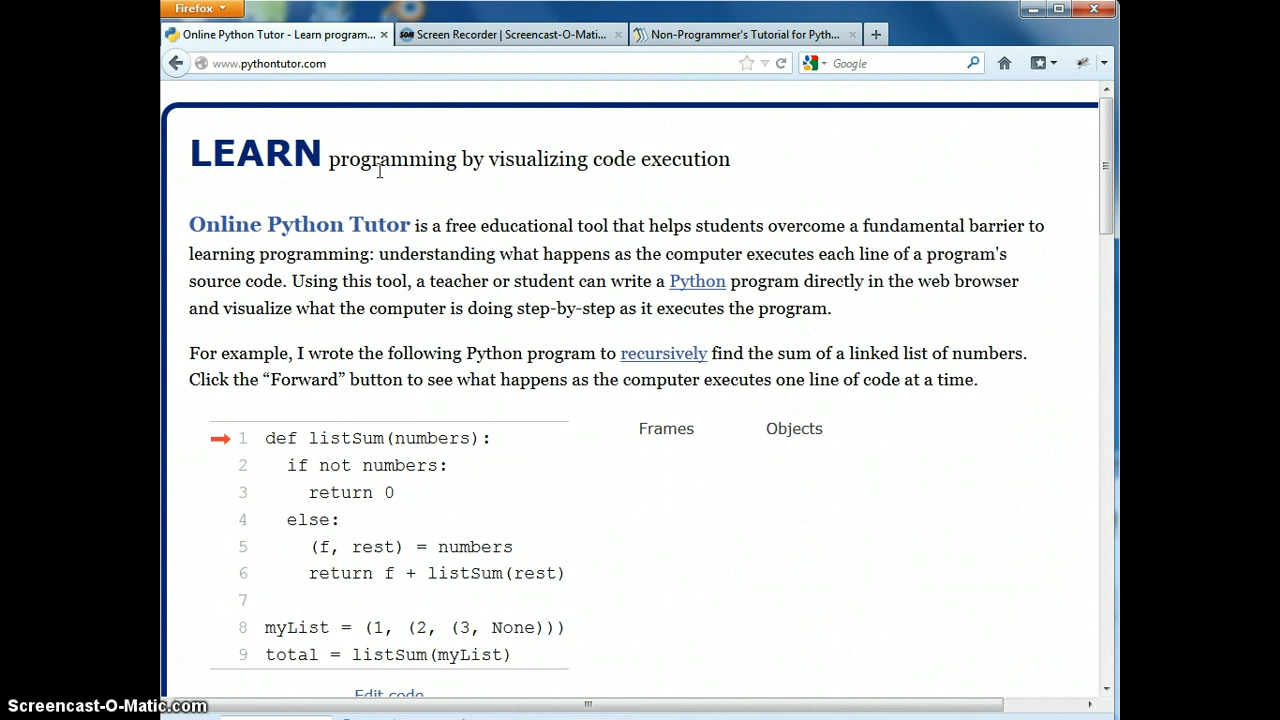 Firefox
Online Python Tutor - Learn program...
Screen Recorder | Screencast-O-Matic...
Non-Programmer's Tutorial for Pyth...
www.pythontutor.com
Google
LEARN programming by visualizing code execution
Online Python Tutor is a free educational tool that helps students overcome a fundamental barrier to
learning programming: understanding what happens as the computer executes each line of a program's
source code. Using this tool, a teacher or student can write a Python program directly in the web browser
and visualize what the computer is doing step-by-step as it executes the program.
For example, I wrote the following Python program to recursively find the sum of a linked list of numbers.
Click the “Forward” button to see what happens as the computer executes one line of code at a time.
Frames Objects
1 def listSum(numbers):
2 if not numbers:
3 return 0
4 else:
5 (f, rest) = numbers
6 return f + listSum(rest)
7
8 myList = (1, (2, (3, None)))
9 total = listSum(myList)
Edit code
Screencast-O-Matic.com